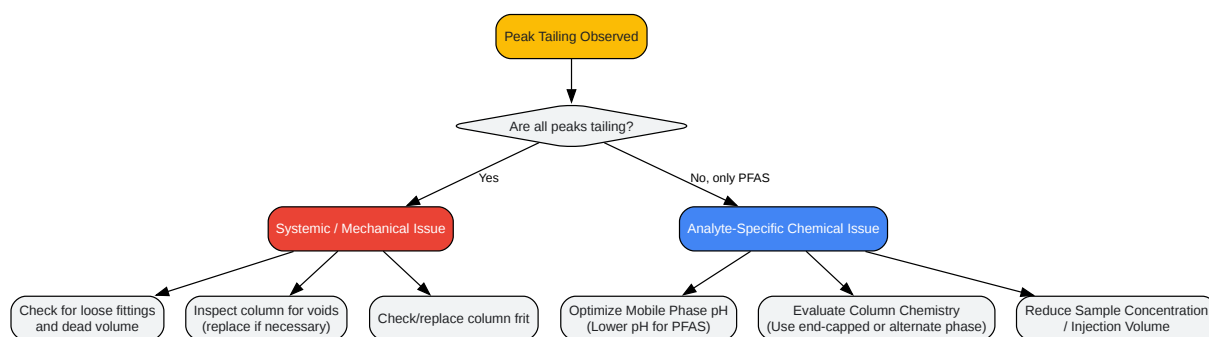 Peak Tailing Observed
Are all peaks tailing?
Yes
No, only PFAS
Systemic / Mechanical Issue
Analyte-Specific Chemical Issue
Check for loose fittings
and dead volume
Inspect column for voids
(replace if necessary)
Check/replace column frit
Optimize Mobile Phase pH
(Lower pH for PFAS)
Evaluate Column Chemistry
(Use end-capped or alternate phase)
Reduce Sample Concentration
/ Injection Volume